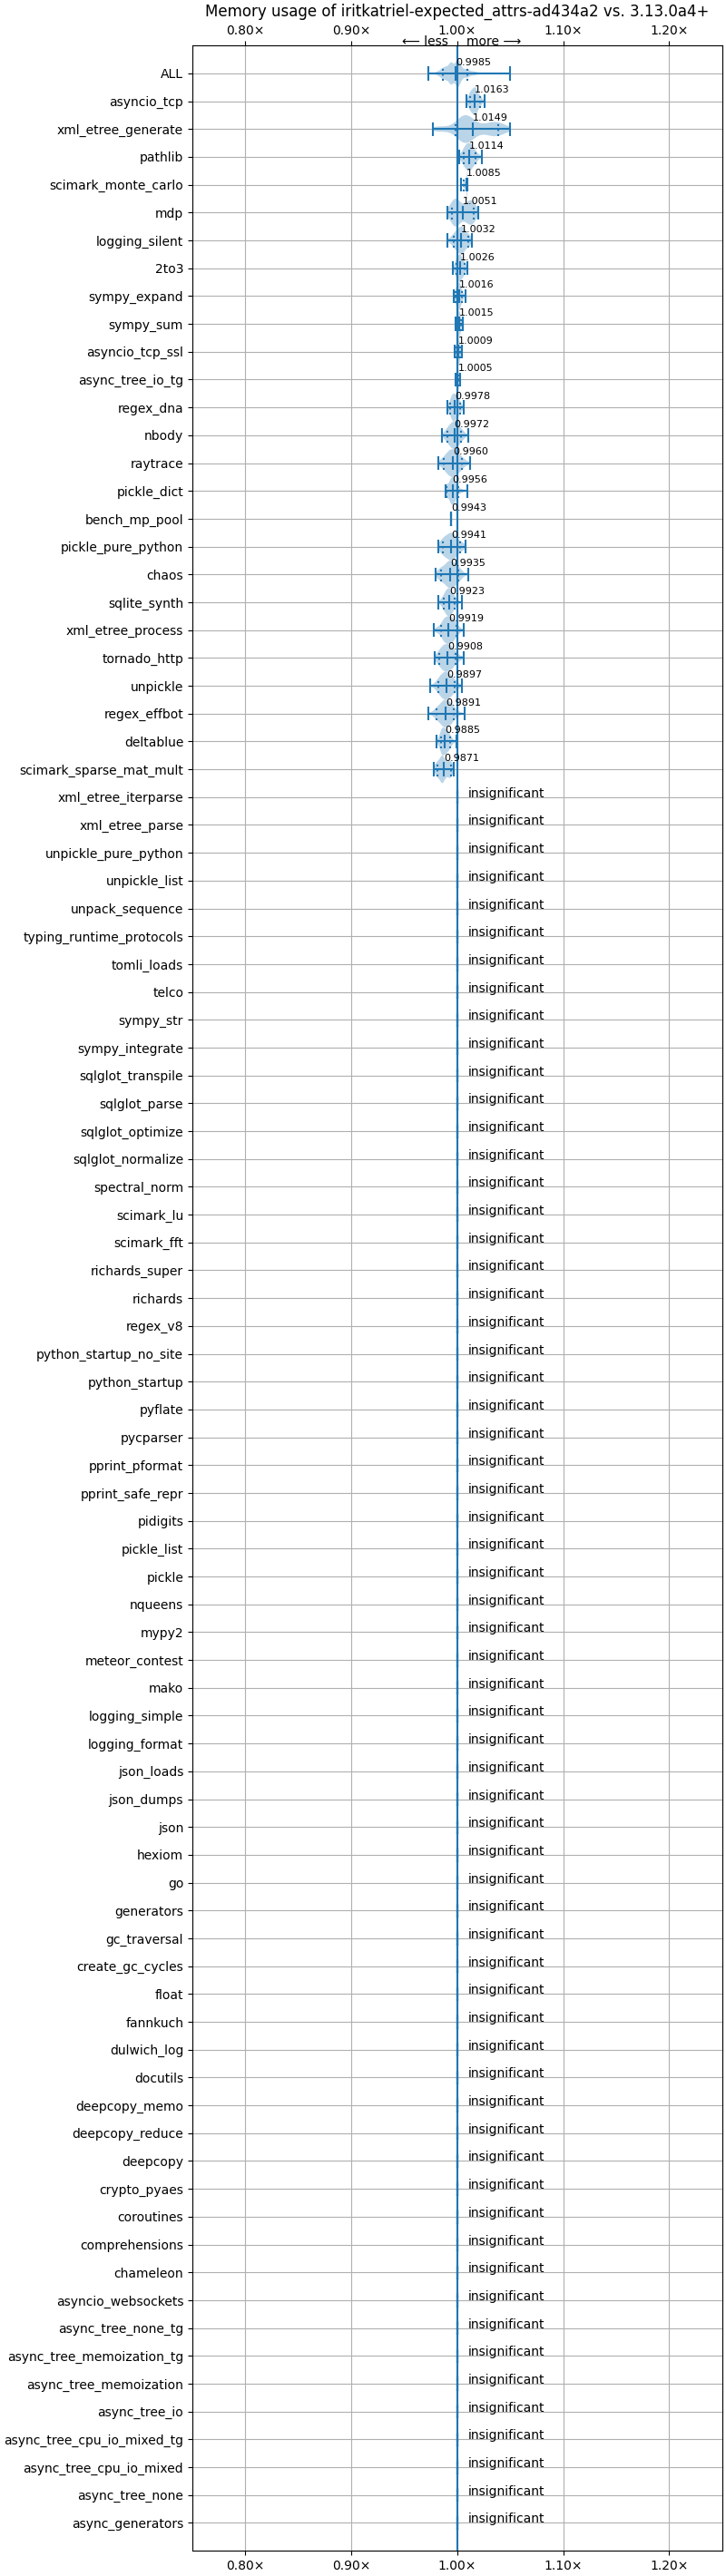 Memory usage of iritkatriel-expected_attrs-ad434a2 vs. 3.13.0a4+
0.80× 0.90× 1.00× 1.10× 1.20×
⟵ less more ⟶
ALL 0.9985
asyncio_tcp 1.0163
xml_etree_generate 1.0149
pathlib 1.0114
scimark_monte_carlo 1.0085
mdp 1.0051
logging_silent 1.0032
2to3 1.0026
sympy_expand 1.0016
sympy_sum 1.0015
asyncio_tcp_ssl 1.0009
async_tree_io_tg 1.0005
regex_dna 0.9978
nbody 0.9972
raytrace 0.9960
pickle_dict 0.9956
bench_mp_pool 0.9943
pickle_pure_python 0.9941
chaos 0.9935
sqlite_synth 0.9923
xml_etree_process 0.9919
tornado_http 0.9908
unpickle 0.9897
regex_effbot 0.9891
deltablue 0.9885
scimark_sparse_mat_mult 0.9871
xml_etree_iterparse insignificant
xml_etree_parse insignificant
unpickle_pure_python insignificant
unpickle_list insignificant
unpack_sequence insignificant
typing_runtime_protocols insignificant
tomli_loads insignificant
telco insignificant
sympy_str insignificant
sympy_integrate insignificant
sqlglot_transpile insignificant
sqlglot_parse insignificant
sqlglot_optimize insignificant
sqlglot_normalize insignificant
spectral_norm insignificant
scimark_lu insignificant
scimark_fft insignificant
richards_super insignificant
richards insignificant
regex_v8 insignificant
python_startup_no_site insignificant
python_startup insignificant
pyflate insignificant
pycparser insignificant
pprint_pformat insignificant
pprint_safe_repr insignificant
pidigits insignificant
pickle_list insignificant
pickle insignificant
nqueens insignificant
mypy2 insignificant
meteor_contest insignificant
mako insignificant
logging_simple insignificant
logging_format insignificant
json_loads insignificant
json_dumps insignificant
json insignificant
hexiom insignificant
go insignificant
generators insignificant
gc_traversal insignificant
create_gc_cycles insignificant
float insignificant
fannkuch insignificant
dulwich_log insignificant
docutils insignificant
deepcopy_memo insignificant
deepcopy_reduce insignificant
deepcopy insignificant
crypto_pyaes insignificant
coroutines insignificant
comprehensions insignificant
chameleon insignificant
asyncio_websockets insignificant
async_tree_none_tg insignificant
async_tree_memoization_tg insignificant
async_tree_memoization insignificant
async_tree_io insignificant
async_tree_cpu_io_mixed_tg insignificant
async_tree_cpu_io_mixed insignificant
async_tree_none insignificant
async_generators insignificant
0.80× 0.90× 1.00× 1.10× 1.20×